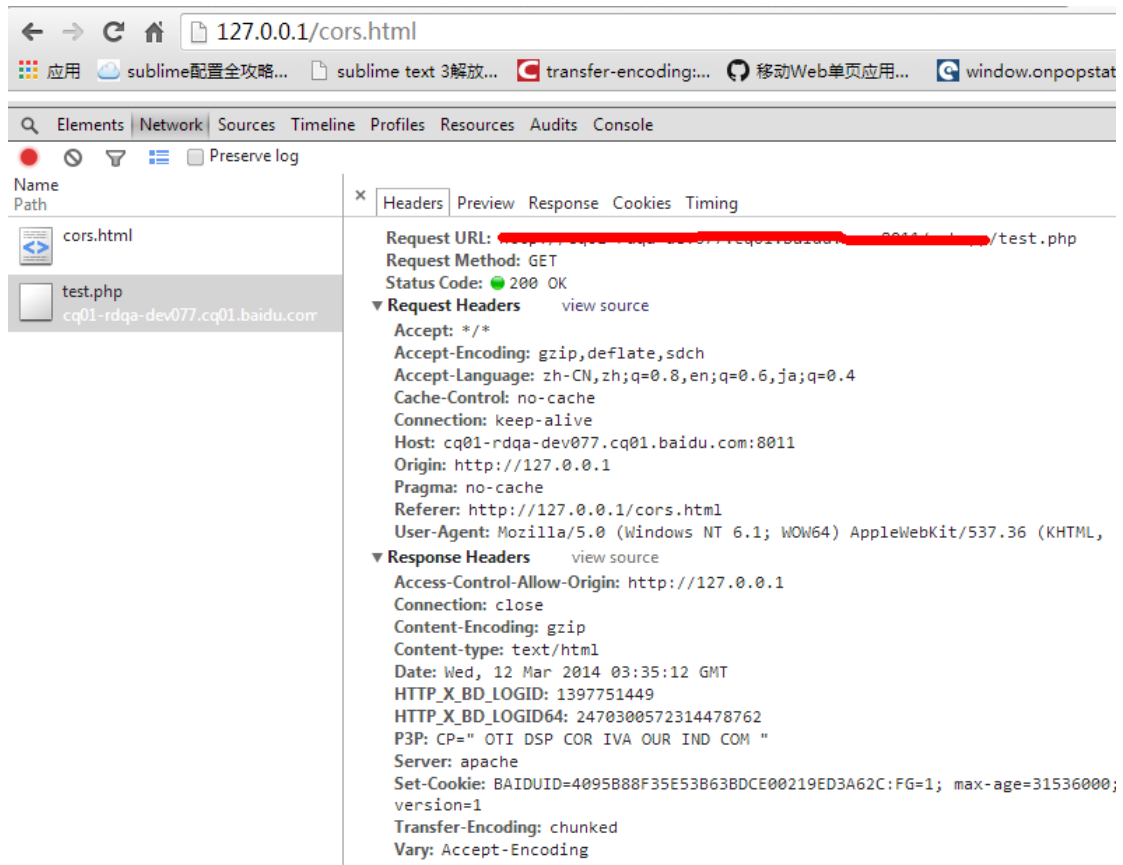 127.0.0.1/cors.html
应用 sublime配置全攻略... sublime text 3解放... transfer-encoding:... 移动Web单页应用... window.onpopstat
Elements Network Sources Timeline Profiles Resources Audits Console
Preserve log
Name
Path
cors.html
test.php
cq01-rdqa-dev077.cq01.baidu.com
Headers Preview Response Cookies Timing
Request URL: /test.php
Request Method: GET
Status Code: 200 OK
Request Headers view source
Accept: */*
Accept-Encoding: gzip,deflate,sdch
Accept-Language: zh-CN,zh;q=0.8,en;q=0.6,ja;q=0.4
Cache-Control: no-cache
Connection: keep-alive
Host: cq01-rdqa-dev077.cq01.baidu.com:8011
Origin: http://127.0.0.1
Pragma: no-cache
Referer: http://127.0.0.1/cors.html
User-Agent: Mozilla/5.0 (Windows NT 6.1; WOW64) AppleWebKit/537.36 (KHTML,
Response Headers view source
Access-Control-Allow-Origin: http://127.0.0.1
Connection: close
Content-Encoding: gzip
Content-type: text/html
Date: Wed, 12 Mar 2014 03:35:12 GMT
HTTP_X_BD_LOGID: 1397751449
HTTP_X_BD_LOGID64: 2470300572314478762
P3P: CP=" OTI DSP COR IVA OUR IND COM "
Server: apache
Set-Cookie: BAIDUID=4095B88F35E53B63BDCE00219ED3A62C:FG=1; max-age=31536000;
version=1
Transfer-Encoding: chunked
Vary: Accept-Encoding